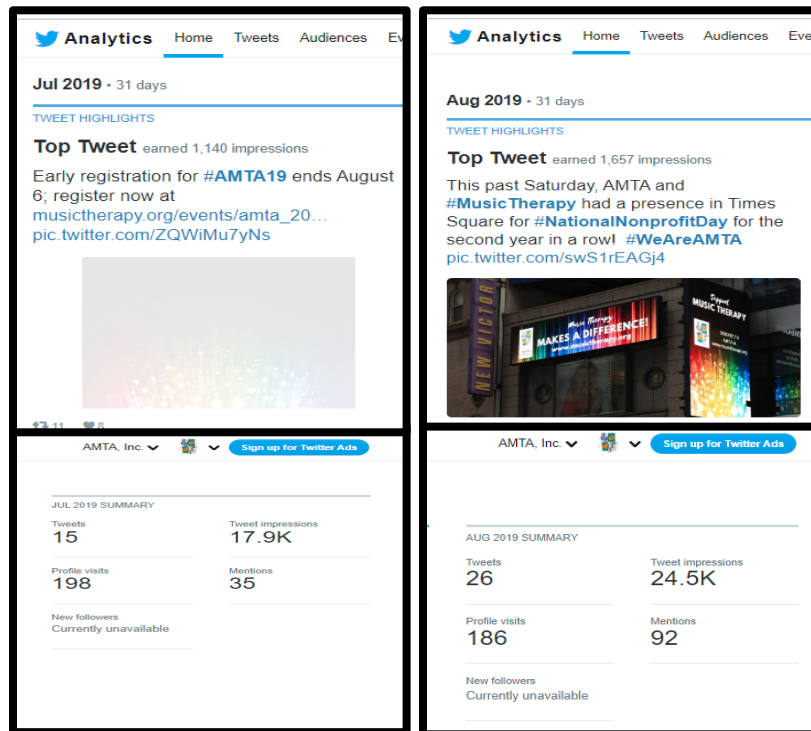 Analytics Home Tweets Audiences Ev
Jul 2019 • 31 days
TWEET HIGHLIGHTS
Top Tweet earned 1,140 impressions
Early registration for #AMTA19 ends August
6; register now at
musictherapy.org/events/amta_20…
pic.twitter.com/ZQWiMu7yNs
11 8
AMTA, Inc. Sign up for Twitter Ads
JUL 2019 SUMMARY
Tweets Tweet impressions
15 17.9K
Profile visits Mentions
198 35
New followers
Currently unavailable
Analytics Home Tweets Audiences Eve
Aug 2019 • 31 days
TWEET HIGHLIGHTS
Top Tweet earned 1,657 impressions
This past Saturday, AMTA and
#MusicTherapy had a presence in Times
Square for #NationalNonprofitDay for the
second year in a row! #WeAreAMTA
pic.twitter.com/swS1rEAGj4
NEW VICTOR
Music Therapy
MAKES A DIFFERENCE!
www.musictherapy.org
Support
MUSIC THERAPY
AMTA, Inc. Sign up for Twitter Ads
AUG 2019 SUMMARY
Tweets Tweet impressions
26 24.5K
Profile visits Mentions
186 92
New followers
Currently unavailable